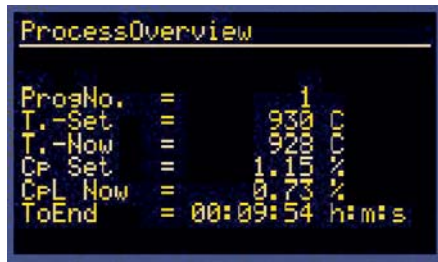 ProcessOverview
ProgNo. = 1
T.-Set = 930 C
T.-Now = 928 C
Cp Set = 1.15 %
CpL Now = 0.73 %
ToEnd = 00:09:54 h:m:s